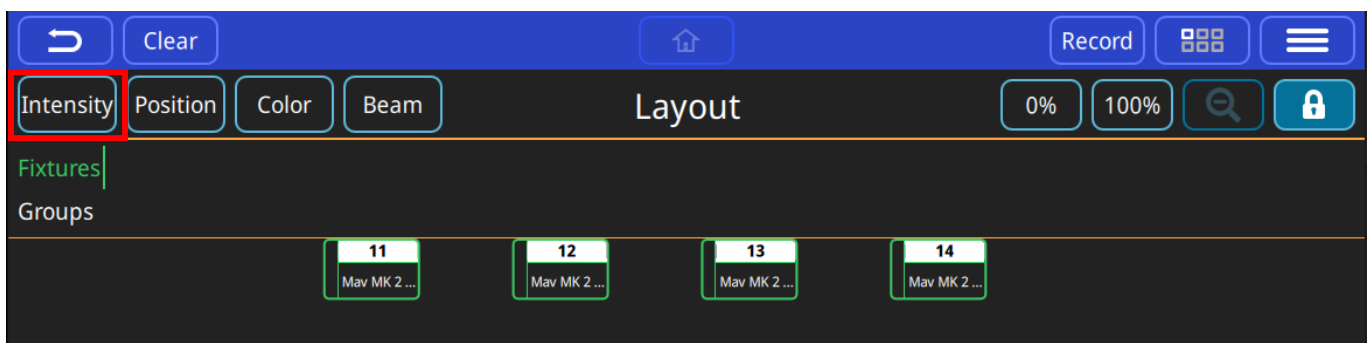 Clear Record
Intensity Position Color Beam Layout 0% 100%
Fixtures
Groups
11 12 13 14
Mav MK 2 ... Mav MK 2 ... Mav MK 2 ... Mav MK 2 ...